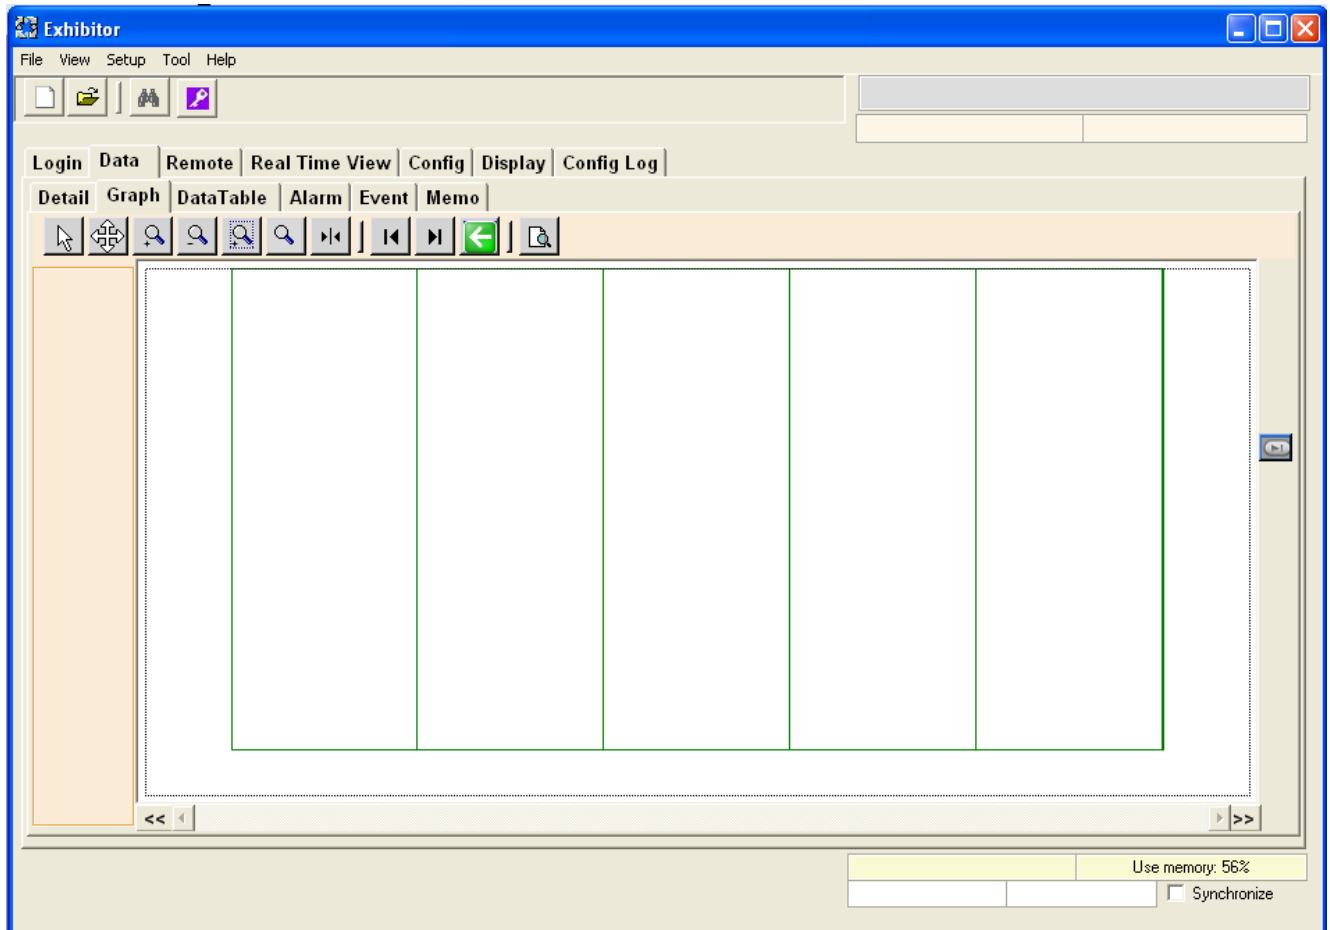 Exhibitor
File View Setup Tool Help
Login Data Remote Real Time View Config Display Config Log
Detail Graph DataTable Alarm Event Memo
<< >>
Use memory: 56%
Synchronize